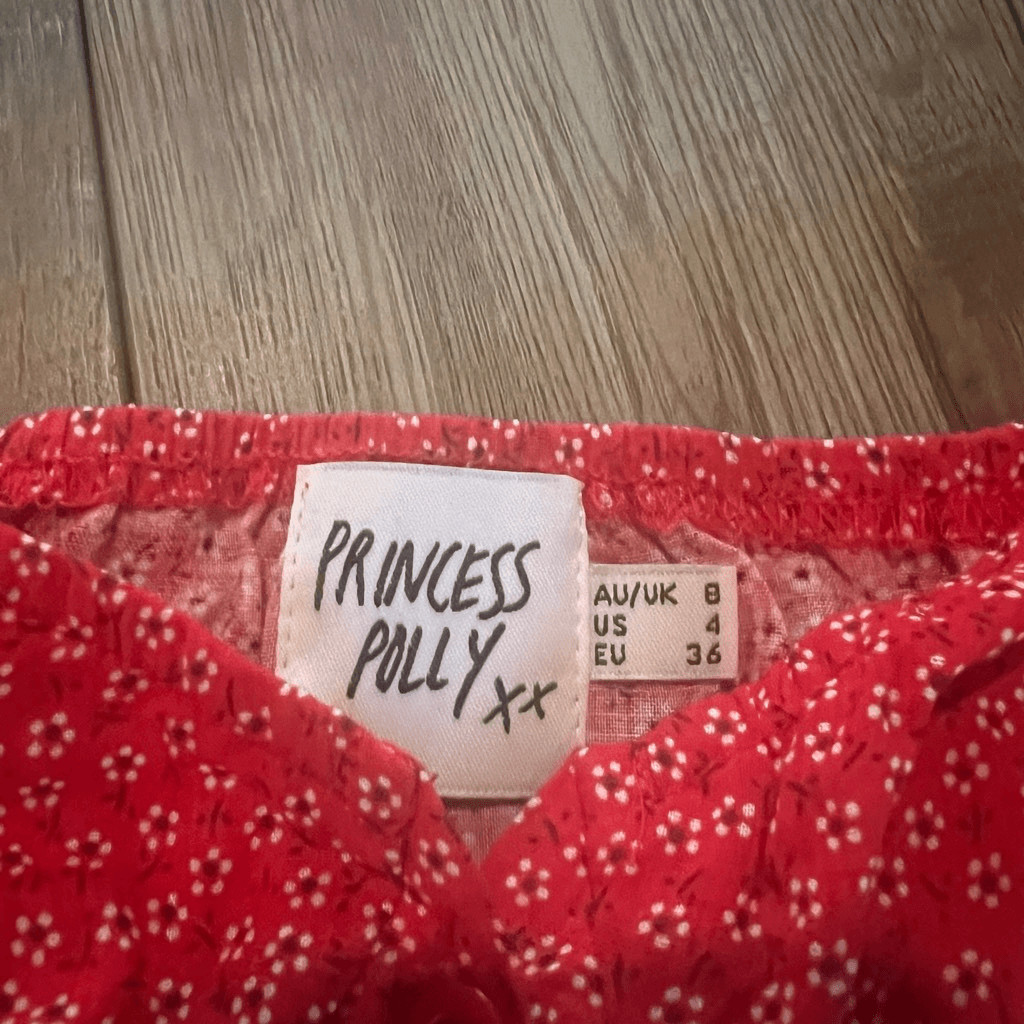 PRINCESS
POLLY
xx
AU/UK 8
US 4
EU 36